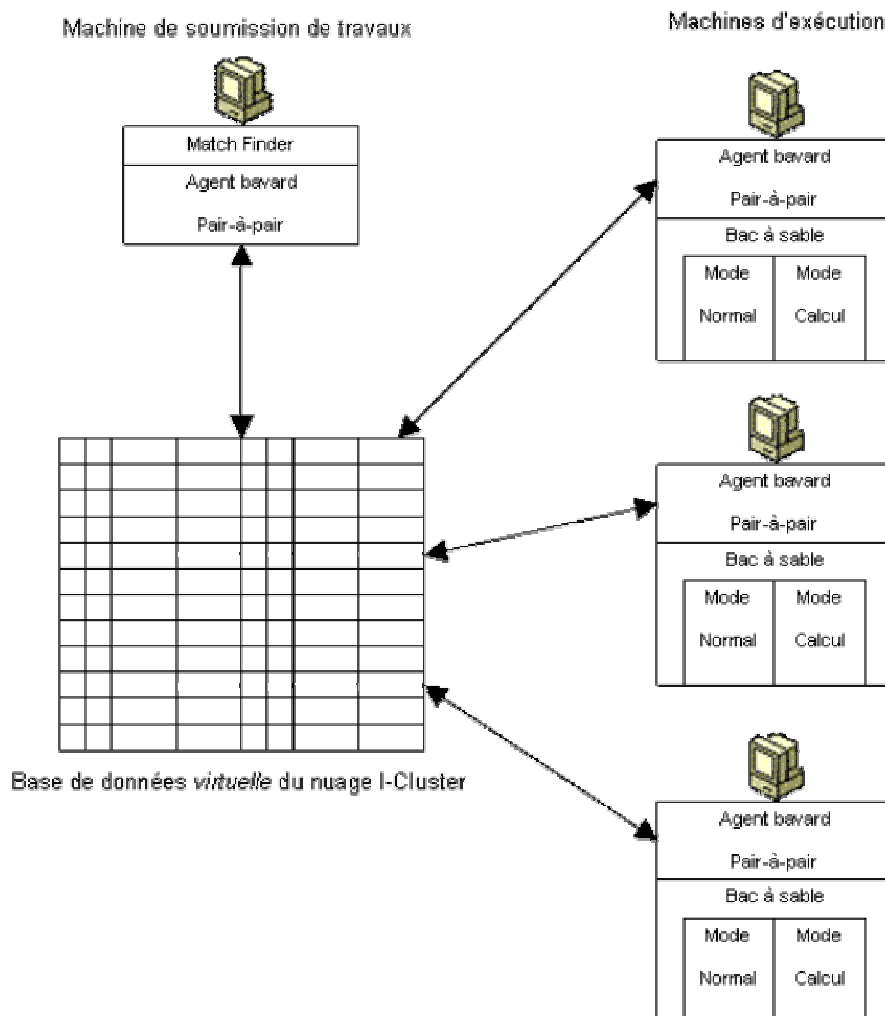 Machine de soumission de travaux
Machines d'exécution
Match Finder
Agent bavard
Pair-à-pair
Agent bavard
Pair-à-pair
Bac à sable
Mode Mode
Normal Calcul
Agent bavard
Pair-à-pair
Bac à sable
Mode Mode
Normal Calcul
Base de données virtuelle du nuage I-Cluster
Agent bavard
Pair-à-pair
Bac à sable
Mode Mode
Normal Calcul